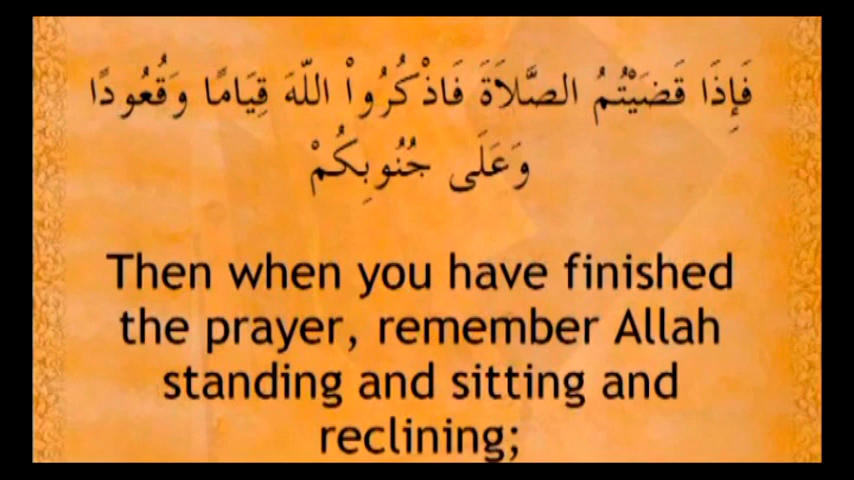 فَإِذَا قَضَيْتُمُ الصَّلاَةَ فَاذْكُرُواْ اللّهَ قِيَامًا وَقُعُودًا
وَعَلَى جُنُوبِكُمْ
Then when you have finished
the prayer, remember Allah
standing and sitting and
reclining;